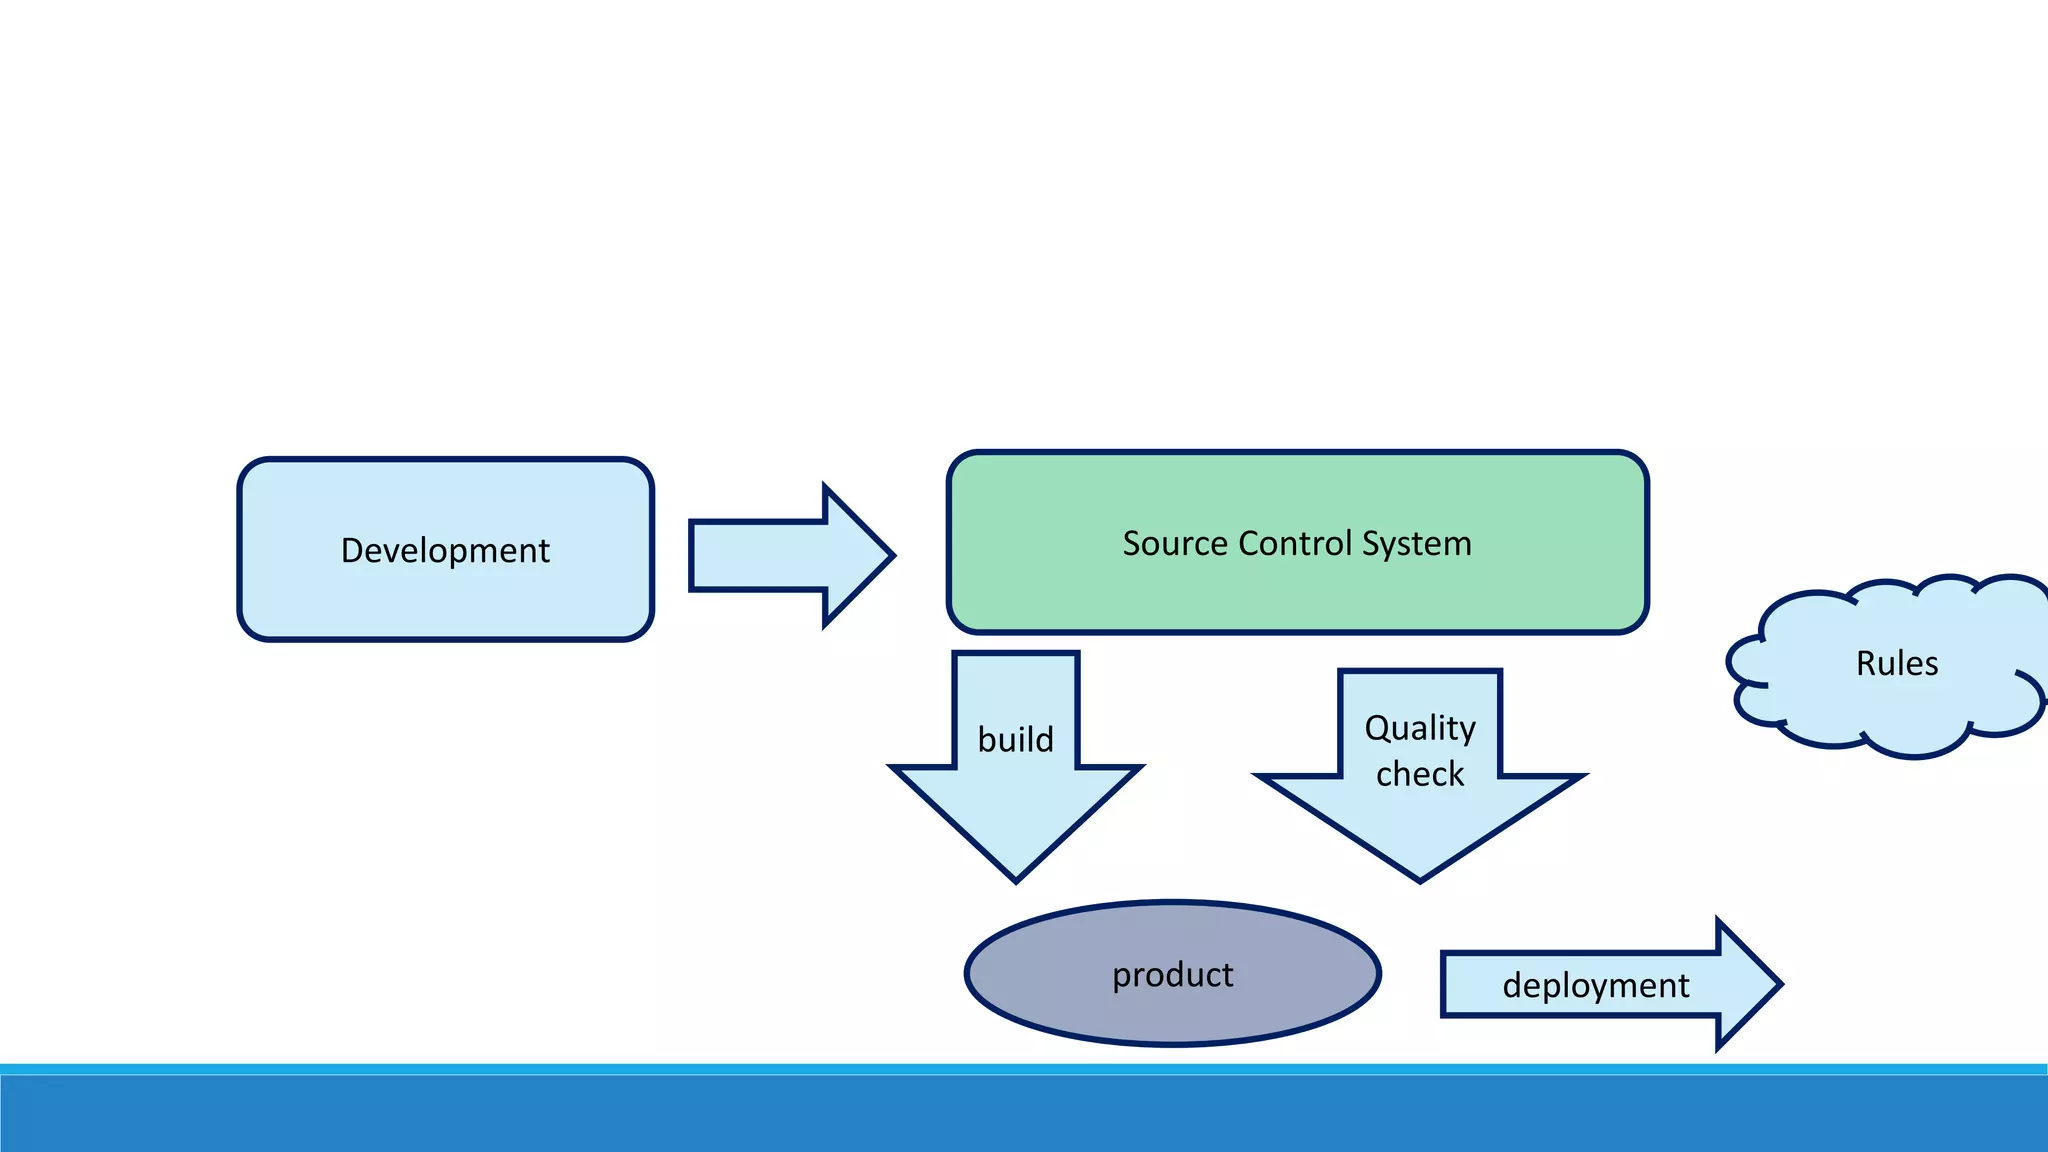 Development
Source Control System
Rules
build
Quality
check
product
deployment